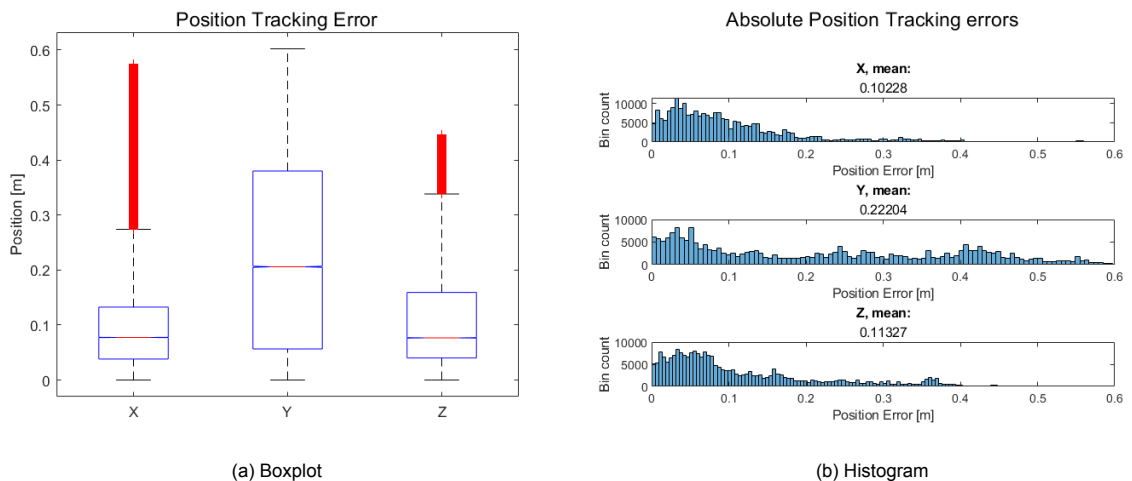 Position Tracking Error
0.6
0.5
0.4
0.3
0.2
0.1
0
Position [m]
X Y Z
(a) Boxplot
Absolute Position Tracking errors
X, mean:
0.10228
10000
5000
0
Bin count
0 0.1 0.2 0.3 0.4 0.5 0.6
Position Error [m]
Y, mean:
0.22204
10000
5000
0
Bin count
0 0.1 0.2 0.3 0.4 0.5 0.6
Position Error [m]
Z, mean:
0.11327
10000
5000
0
Bin count
0 0.1 0.2 0.3 0.4 0.5 0.6
Position Error [m]
(b) Histogram